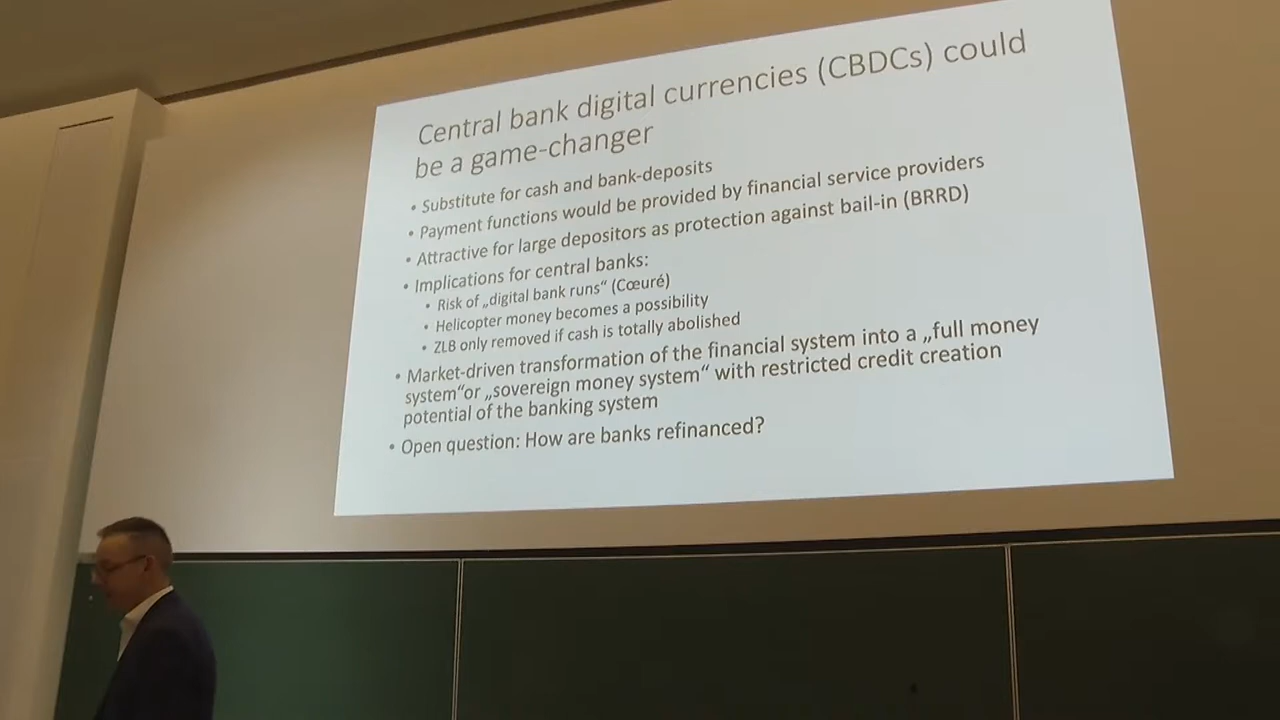 Central bank digital currencies (CBDCs) could
be a game-changer
• Substitute for cash and bank-deposits
• Payment functions would be provided by financial service providers
• Attractive for large depositors as protection against bail-in (BRRD)
• Implications for central banks:
• Risk of „digital bank runs“ (Cœuré)
• Helicopter money becomes a possibility
• ZLB only removed if cash is totally abolished
• Market-driven transformation of the financial system into a „full money
system“or „sovereign money system“ with restricted credit creation
potential of the banking system
• Open question: How are banks refinanced?